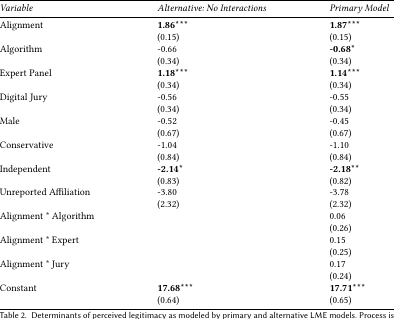 Variable Alternative: No Interactions Primary Model
Alignment 1.86*** 1.87***
(0.15) (0.15)
Algorithm -0.66 -0.68*
(0.34) (0.34)
Expert Panel 1.18*** 1.14***
(0.34) (0.34)
Digital Jury -0.56 -0.55
(0.34) (0.34)
Male -0.52 -0.45
(0.67) (0.67)
Conservative -1.04 -1.10
(0.84) (0.84)
Independent -2.14* -2.18**
(0.83) (0.82)
Unreported Affiliation -3.80 -3.78
(2.32) (2.32)
Alignment * Algorithm 0.06
(0.26)
Alignment * Expert 0.15
(0.25)
Alignment * Jury 0.17
(0.24)
Constant 17.68*** 17.71***
(0.64) (0.65)
Table 2. Determinants of perceived legitimacy as modeled by primary and alternative LME models. Process is